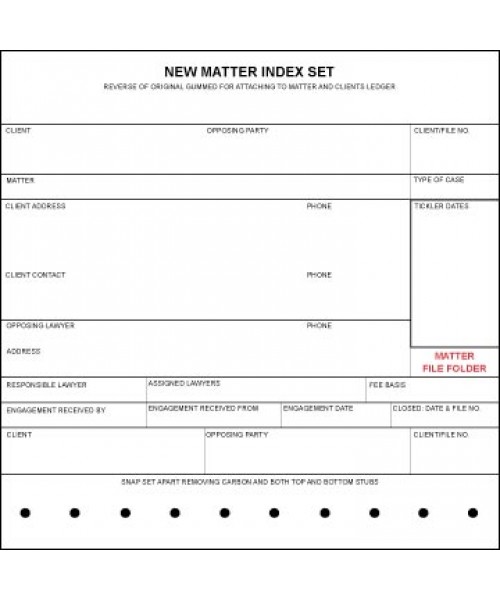 NEW MATTER INDEX SET
REVERSE OF ORIGINAL GUMMED FOR ATTACHING TO MATTER AND CLIENTS LEDGER
CLIENT OPPOSING PARTY CLIENT/FILE NO.
MATTER TYPE OF CASE
CLIENT ADDRESS PHONE TICKLER DATES
CLIENT CONTACT PHONE
OPPOSING LAWYER PHONE
ADDRESS
MATTER
FILE FOLDER
RESPONSIBLE LAWYER ASSIGNED LAWYERS FEE BASIS
ENGAGEMENT RECEIVED BY ENGAGEMENT RECEIVED FROM ENGAGEMENT DATE CLOSED: DATE & FILE NO.
CLIENT OPPOSING PARTY CLIENT/FILE NO.
SNAP SET APART REMOVING CARBON AND BOTH TOP AND BOTTOM STUBS